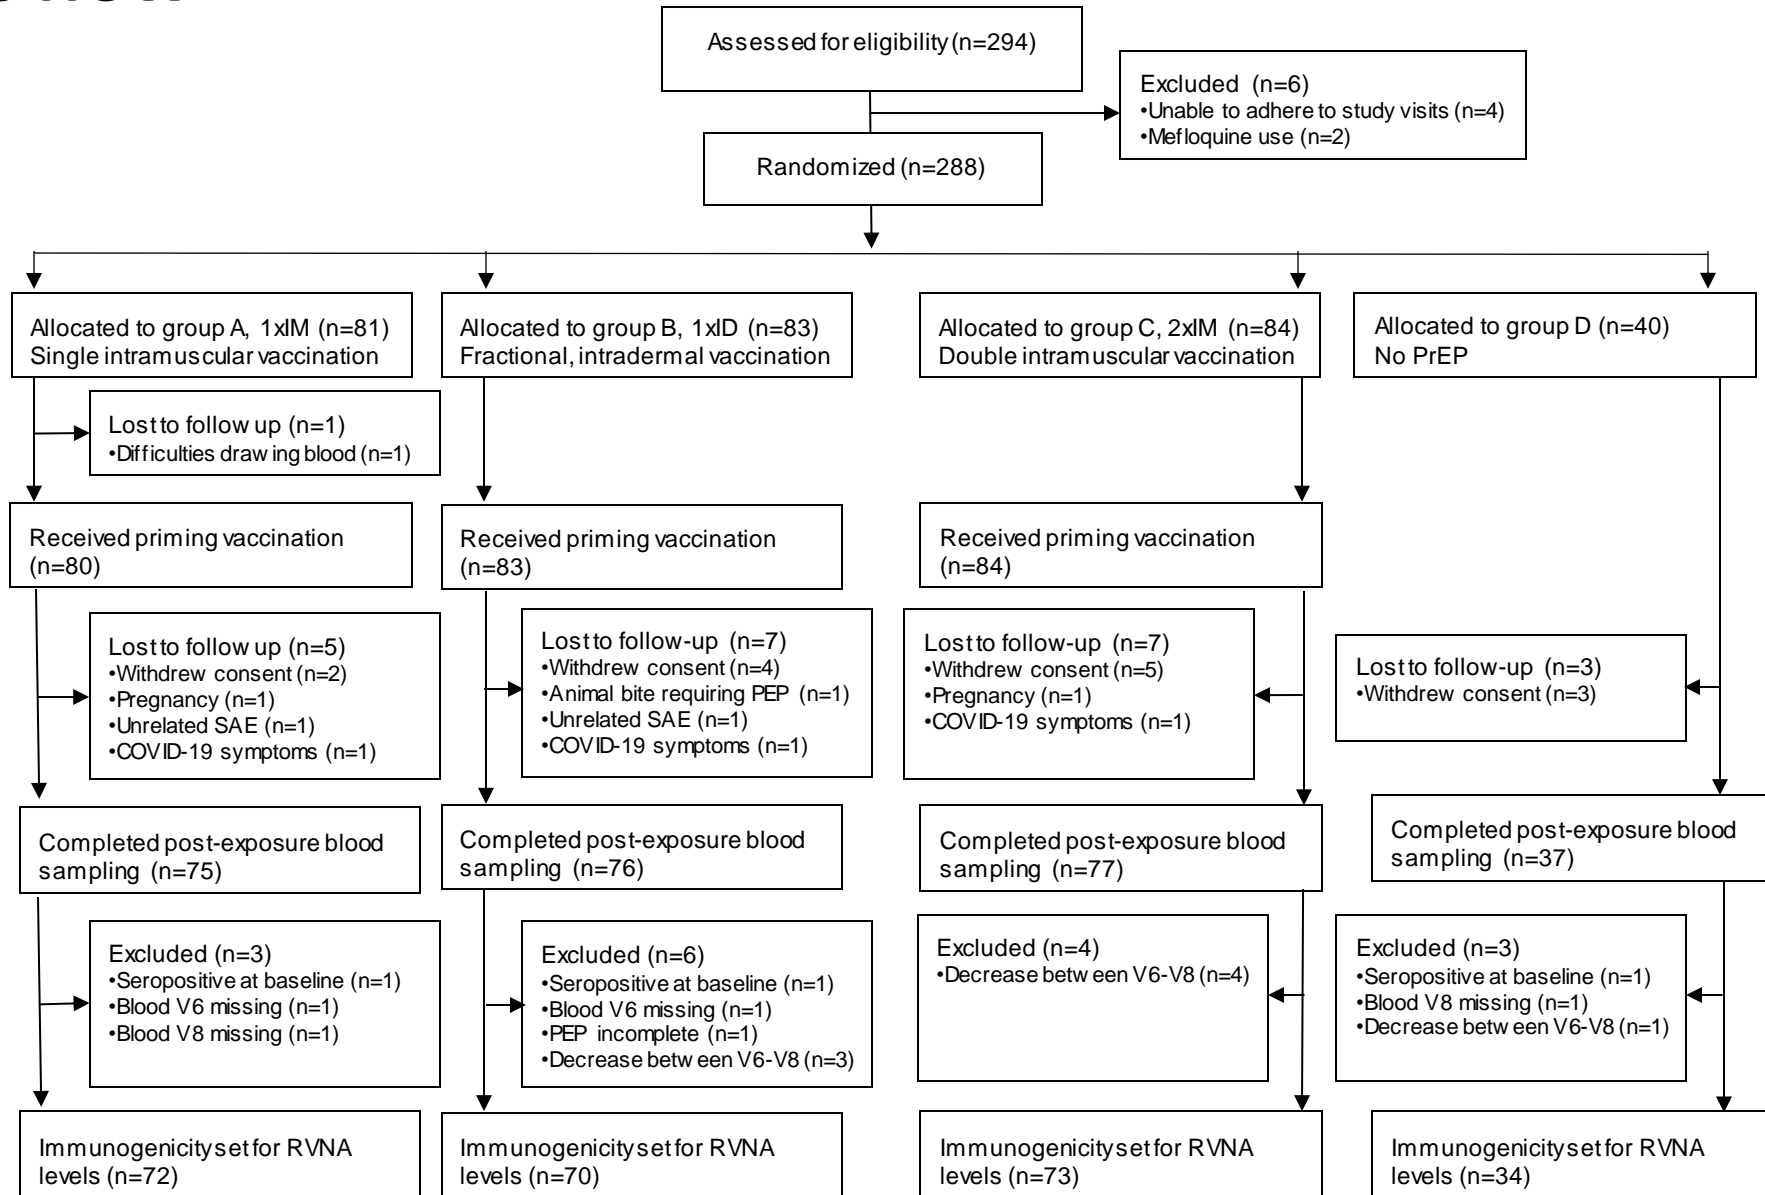 Assessed for eligibility (n=294)
Excluded (n=6)
•Unable to adhere to study visits (n=4)
•Mefloquine use (n=2)
Randomized (n=288)
Allocated to group A, 1xIM (n=81)
Single intramuscular vaccination
Allocated to group B, 1xID (n=83)
Fractional, intradermal vaccination
Allocated to group C, 2xIM (n=84)
Double intramuscular vaccination
Allocated to group D (n=40)
No PrEP
Lost to follow up (n=1)
•Difficulties drawing blood (n=1)
Received priming vaccination
(n=80)
Received priming vaccination
(n=83)
Received priming vaccination
(n=84)
Lost to follow up (n=5)
•Withdrew consent (n=2)
•Pregnancy (n=1)
•Unrelated SAE (n=1)
•COVID-19 symptoms (n=1)
Lost to follow-up (n=7)
•Withdrew consent (n=4)
•Animal bite requiring PEP (n=1)
•Unrelated SAE (n=1)
•COVID-19 symptoms (n=1)
Lost to follow-up (n=7)
•Withdrew consent (n=5)
•Pregnancy (n=1)
•COVID-19 symptoms (n=1)
Lost to follow-up (n=3)
•Withdrew consent (n=3)
Completed post-exposure blood
sampling (n=75)
Completed post-exposure blood
sampling (n=76)
Completed post-exposure blood
sampling (n=77)
Completed post-exposure blood
sampling (n=37)
Excluded (n=3)
•Seropositive at baseline (n=1)
•Blood V6 missing (n=1)
•Blood V8 missing (n=1)
Excluded (n=6)
•Seropositive at baseline (n=1)
•Blood V6 missing (n=1)
•PEP incomplete (n=1)
•Decrease between V6-V8 (n=3)
Excluded (n=4)
•Decrease between V6-V8 (n=4)
Excluded (n=3)
•Seropositive at baseline (n=1)
•Blood V8 missing (n=1)
•Decrease between V6-V8 (n=1)
Immunogenicity set for RVNA
levels (n=72)
Immunogenicity set for RVNA
levels (n=70)
Immunogenicity set for RVNA
levels (n=73)
Immunogenicity set for RVNA
levels (n=34)